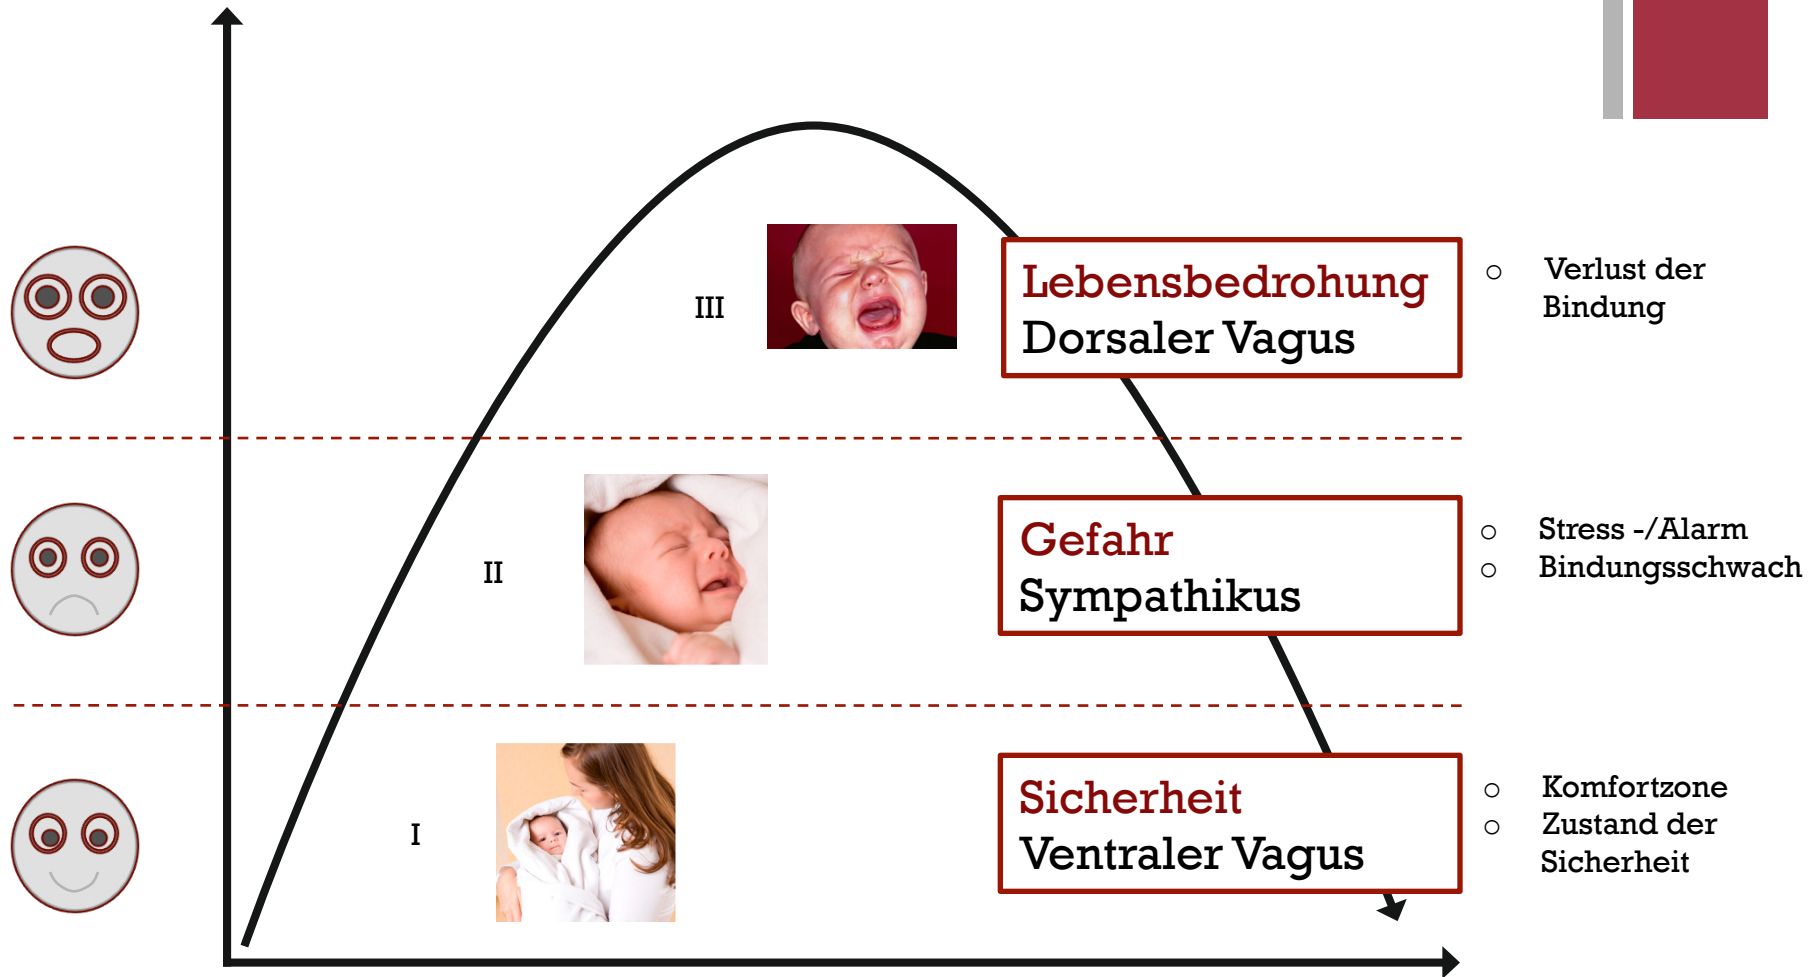 III
Lebensbedrohung
Dorsaler Vagus
○ Verlust der
Bindung
II
Gefahr
Sympathikus
○ Stress -/Alarm
○ Bindungsschwach
I
Sicherheit
Ventraler Vagus
○ Komfortzone
○ Zustand der
Sicherheit